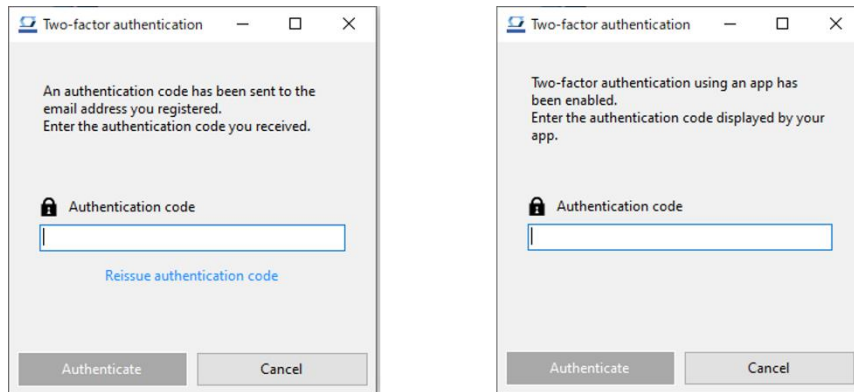 Two-factor authentication
An authentication code has been sent to the
email address you registered.
Enter the authentication code you received.
Authentication code
Reissue authentication code
Authenticate
Cancel
Two-factor authentication
Two-factor authentication using an app has
been enabled.
Enter the authentication code displayed by your
app.
Authentication code
Authenticate
Cancel